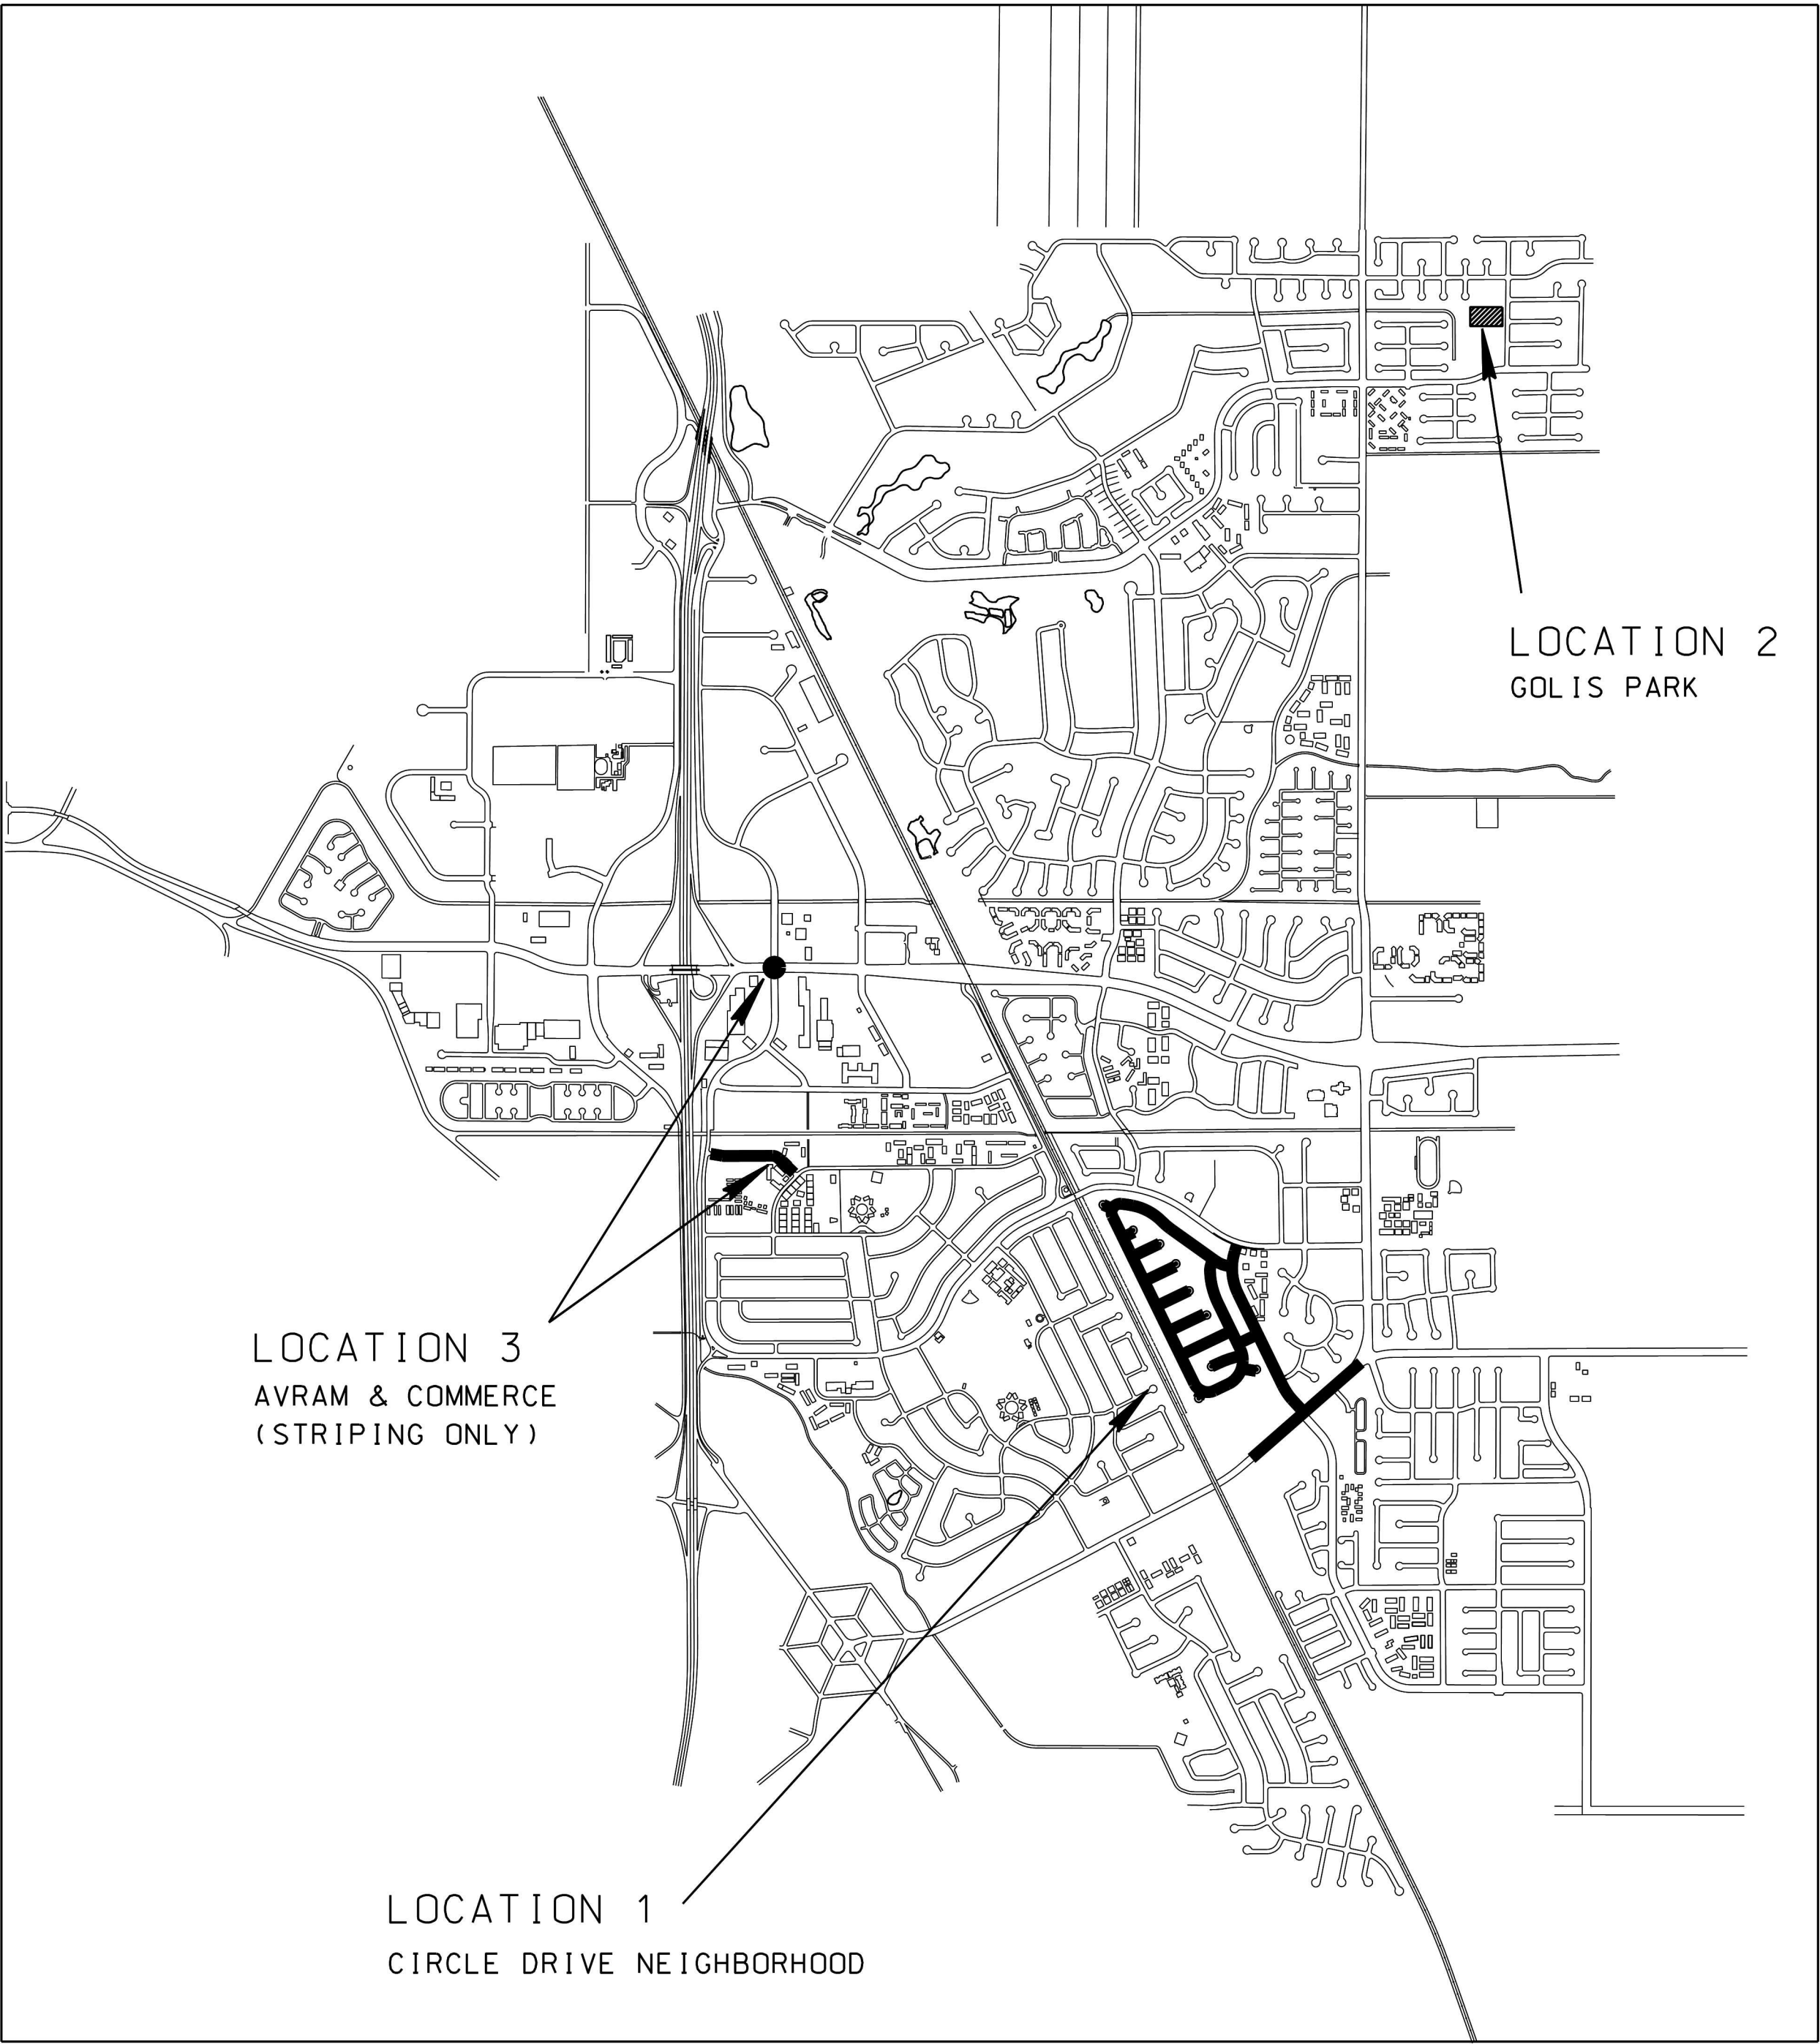 LOCATION 2
GOLIS PARK
LOCATION 3
AVRAM & COMMERCE
(STRIPING ONLY)
LOCATION 1
CIRCLE DRIVE NEIGHBORHOOD